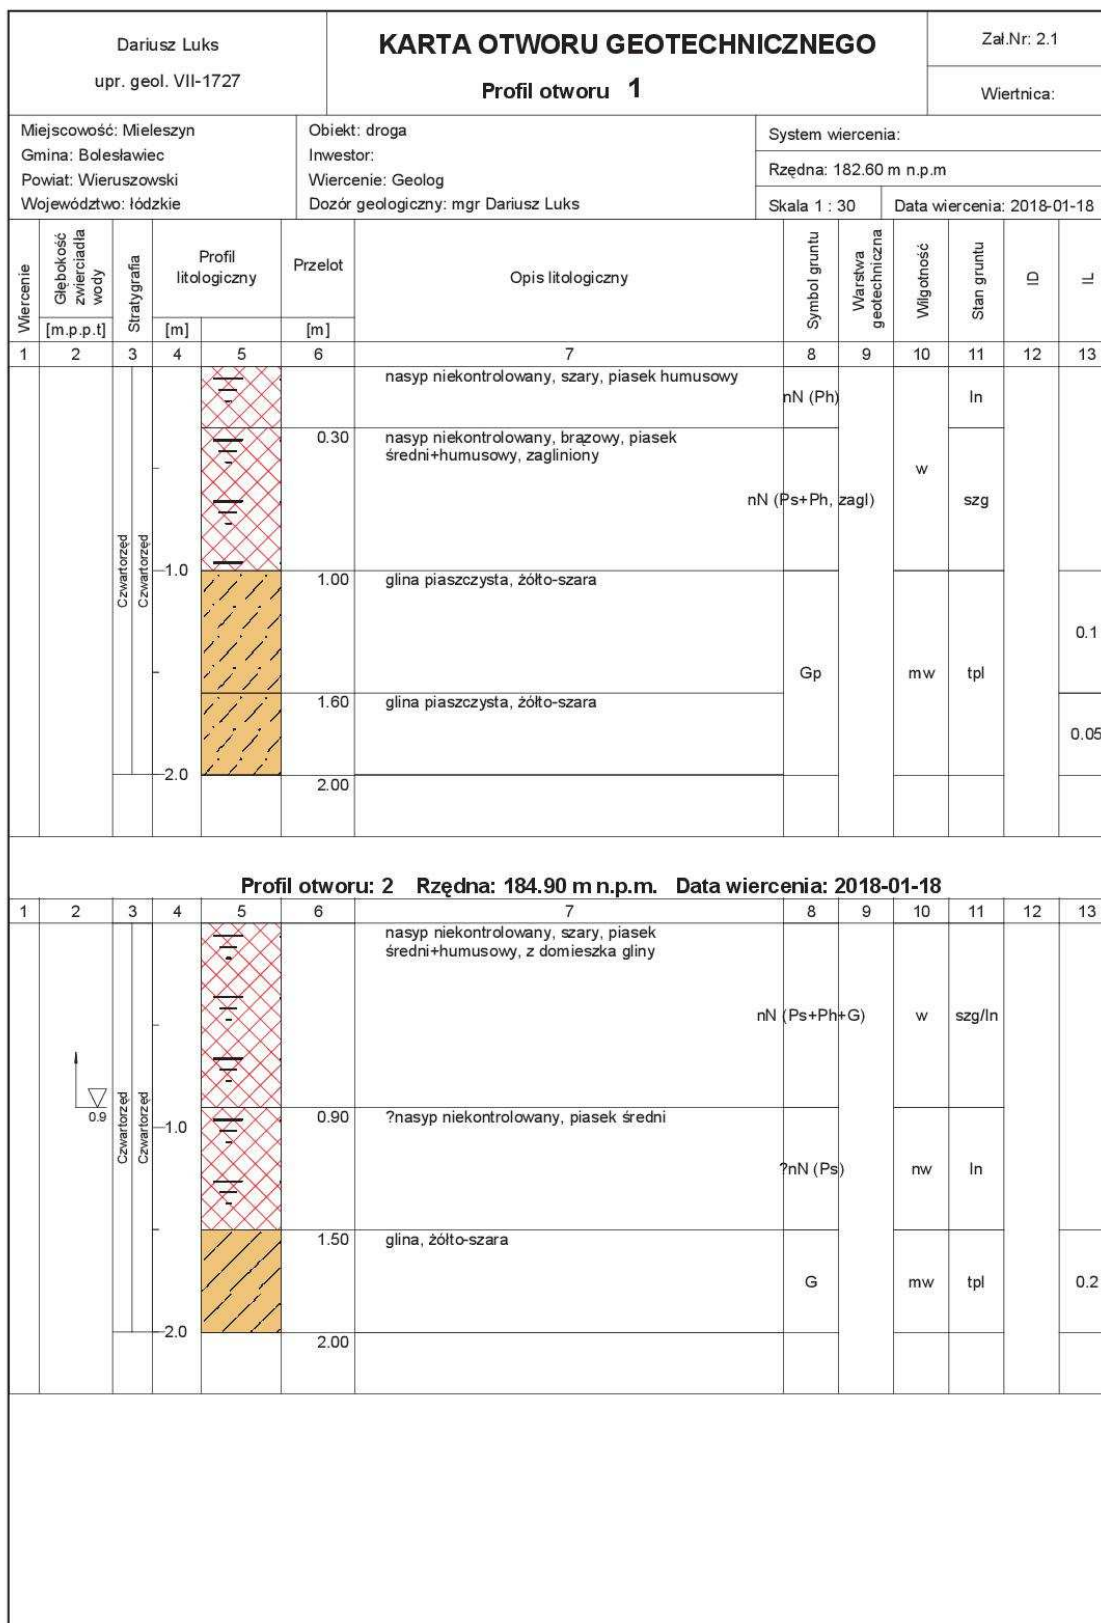 Dariusz Luks
upr. geol. VII-1727
KARTA OTWORU GEOTECHNICZNEGO
Profil otworu 1
Zał.Nr: 2.1
Wiertnica:
Miejscowość: Mieleszyn
Gmina: Bolesławiec
Powiat: Wieruszowski
Województwo: łódzkie
Obiekt: droga
Inwestor:
Wiercenie: Geolog
Dozór geologiczny: mgr Dariusz Luks
System wiercenia:
Rzędna: 182.60 m n.p.m
Skala 1 : 30
Data wiercenia: 2018-01-18
Wiercenie
Głębokość zwierciadła wody
[m.p.p.t]
Stratygrafia
Profil litologiczny
[m]
Przelot
[m]
Opis litologiczny
Symbol gruntu
Warstwa geotechniczna
Wilgotność
Stan gruntu
ID
IL
1 2 3 4 5 6 7 8 9 10 11 12 13
nasyp niekontrolowany, szary, piasek humusowy
nN (Ph)
ln
0.30
nasyp niekontrolowany, brązowy, piasek
średni+humusowy, zagliniony
w
nN (Ps+Ph, zagl)
szg
Czwartorzęd
Czwartorzęd
1.0
1.00
glina piaszczysta, żółto-szara
0.1
Gp
mw
tpl
1.60
glina piaszczysta, żółto-szara
0.05
2.0
2.00
Profil otworu: 2 Rzędna: 184.90 m n.p.m. Data wiercenia: 2018-01-18
1 2 3 4 5 6 7 8 9 10 11 12 13
nasyp niekontrolowany, szary, piasek
średni+humusowy, z domieszka gliny
nN (Ps+Ph+G)
w
szg/ln
0.9
Czwartorzęd
Czwartorzęd
0.90
?nasyp niekontrolowany, piasek średni
1.0
?nN (Ps)
nw
ln
1.50
glina, żółto-szara
G
mw
tpl
0.2
2.0
2.00